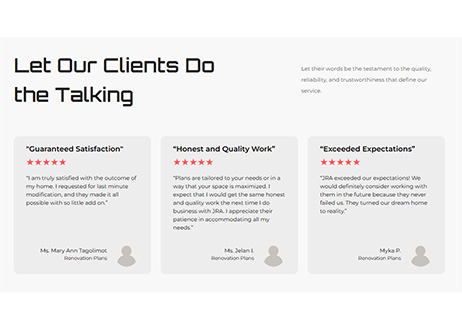 Let Our Clients Do
the Talking
Let their words be the testament to the quality,
reliability, and trustworthiness that define our
service.
"Guaranteed Satisfaction"
★★★★★
"I am truly satisfied with the outcome of
my home. I requested for last minute
modification, and they made it all
possible with so little add on."
Ms. Mary Ann Tagolimot
Renovation Plans
"Honest and Quality Work"
★★★★★
"Plans are tailored to your needs or in a
way that your space is maximized. I
expect that I would get the same honest
and quality work the next time I do
business with JRA. I appreciate their
patience in accommodating all my
needs."
Ms. Jelan I.
Renovation Plans
"Exceeded Expectations"
★★★★★
"JRA exceeded our expectations! We
would definitely consider working with
them in the future because they never
failed us. They turned our dream home
to reality."
Myka P.
Renovation Plans